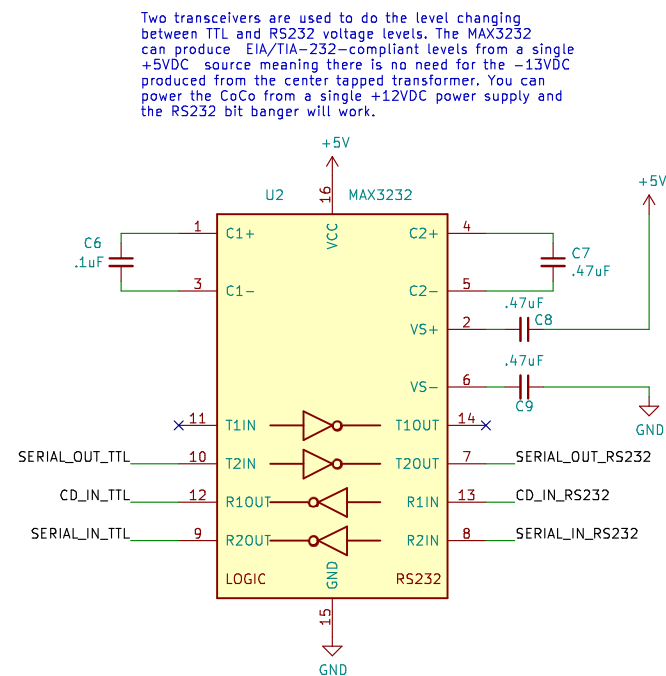 Two transceivers are used to do the level changing
between TTL and RS232 voltage levels. The MAX3232
can produce  EIA/TIA-232-compliant levels from a single
+5VDC  source meaning there is no need for the -13VDC
produced from the center tapped transformer. You can
power the CoCo from a single +12VDC power supply and
the RS232 bit banger will work.
+5V
+5V
U2 16 MAX3232
1 C1+ VCC C2+ 4
C6 .1uF
C7 .47uF
3 C1- C2- 5
.47uF
VS+ 2 C8
.47uF
VS- 6
C9
GND
11 T1IN T1OUT 14
SERIAL_OUT_TTL 10 T2IN T2OUT 7 SERIAL_OUT_RS232
CD_IN_TTL 12 R1OUT R1IN 13 CD_IN_RS232
SERIAL_IN_TTL 9 R2OUT R2IN 8 SERIAL_IN_RS232
LOGIC GND RS232
15
GND